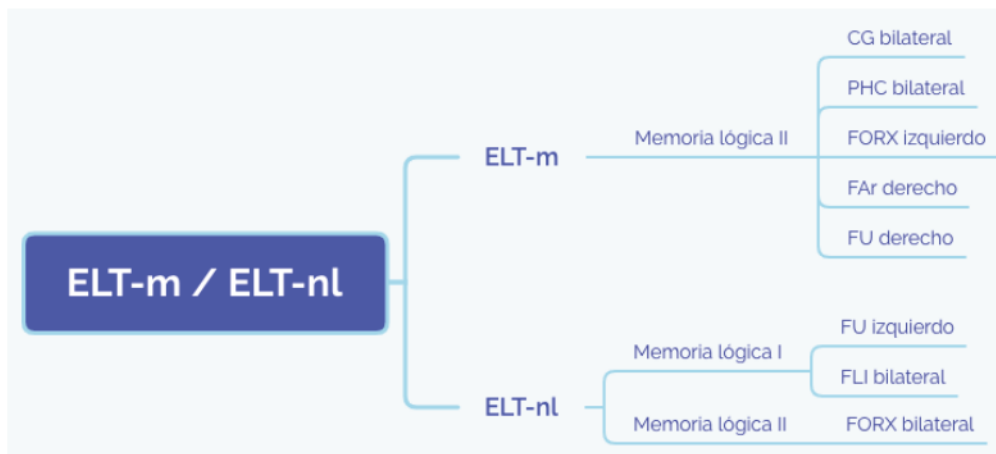 ELT-m / ELT-nl
ELT-m
Memoria lógica II
CG bilateral
PHC bilateral
FORX izquierdo
FAr derecho
FU derecho
ELT-nl
Memoria lógica I
FU izquierdo
FLI bilateral
Memoria lógica II
FORX bilateral